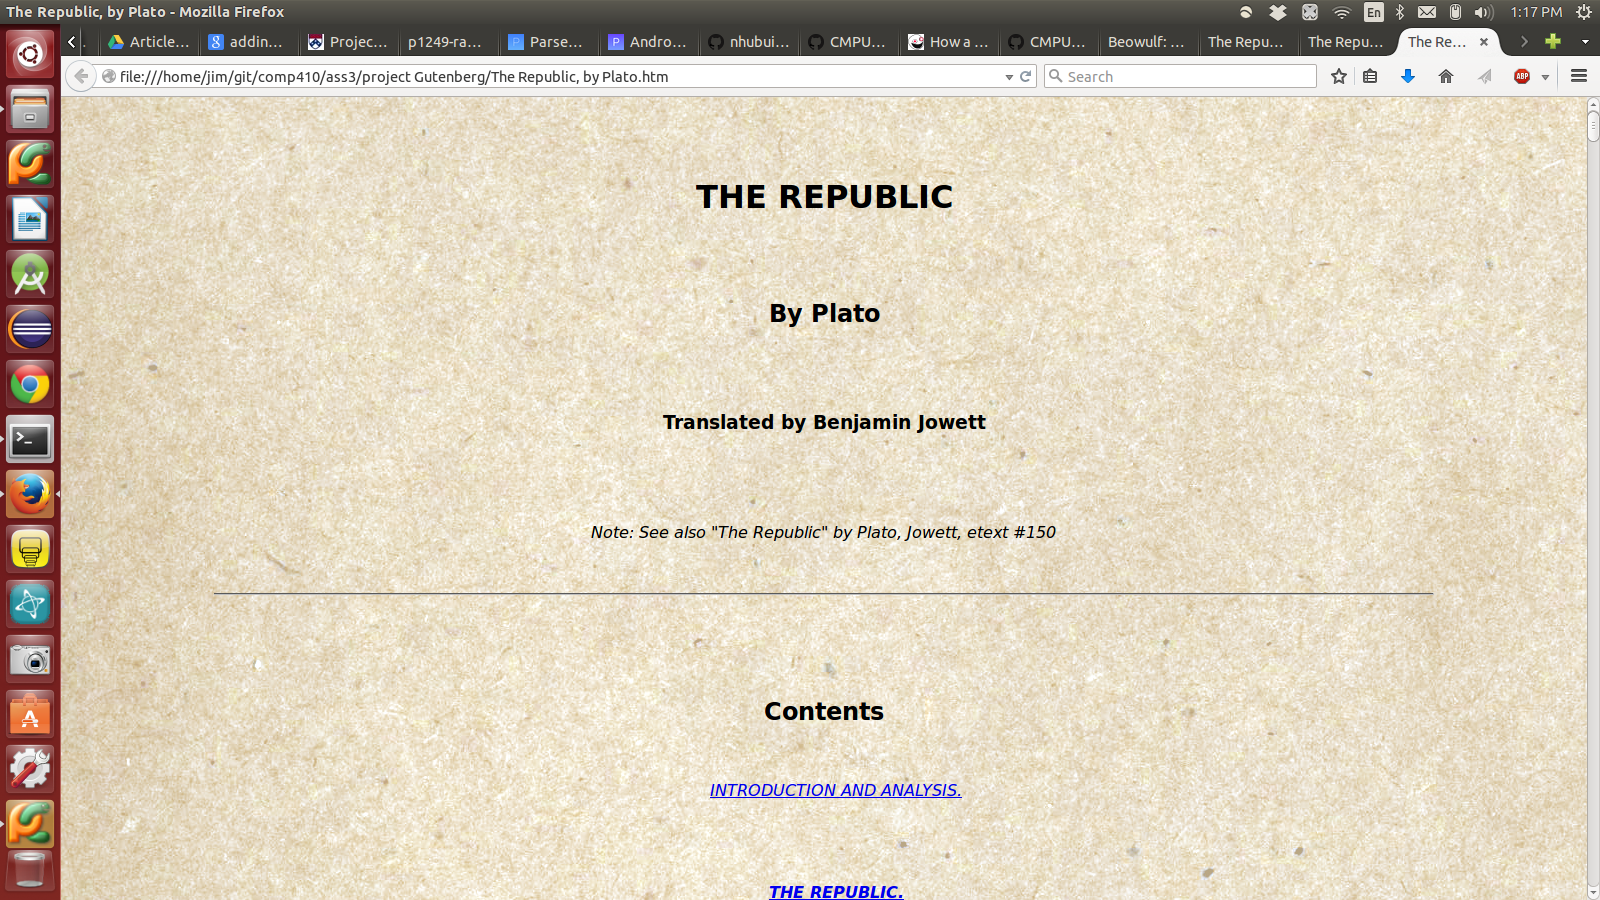 The Republic, by Plato - Mozilla Firefox
En
1:17 PM
Article...
addin...
Projec...
p1249-ra...
Parse...
Andro...
nhubui...
CMPU...
How a ...
CMPU...
Beowulf: ...
The Repu...
The Repu...
The Re...
file:///home/jim/git/comp410/ass3/project Gutenberg/The Republic, by Plato.htm
Search
ABP
THE REPUBLIC
By Plato
Translated by Benjamin Jowett
Note: See also "The Republic" by Plato, Jowett, etext #150
Contents
INTRODUCTION AND ANALYSIS.
THE REPUBLIC.